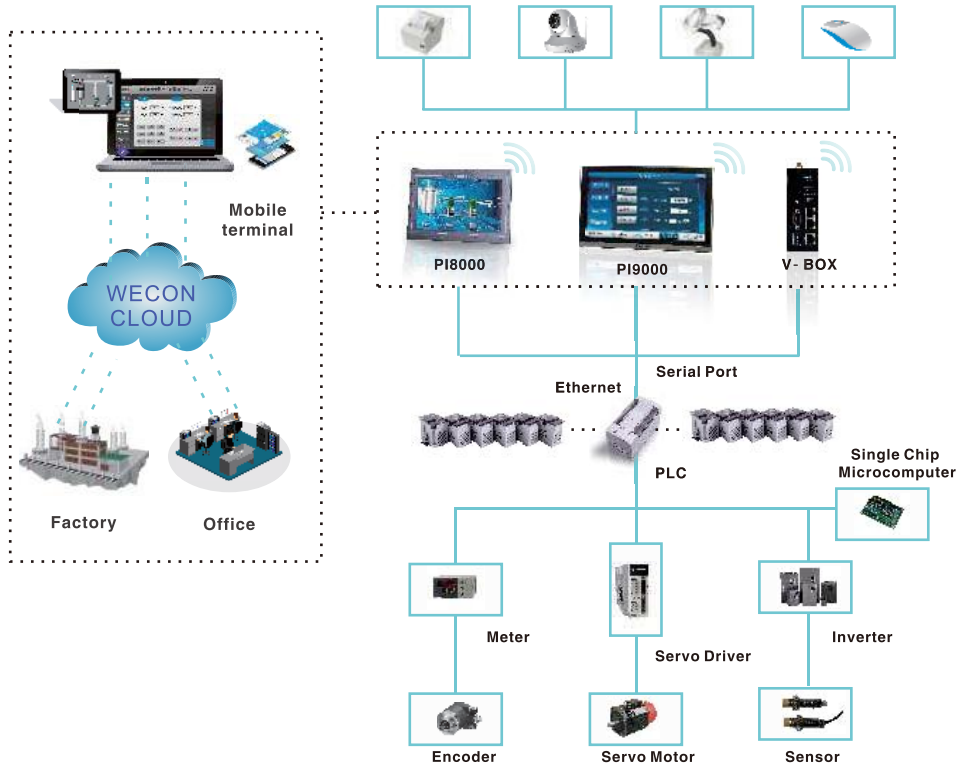 Mobile
terminal
WECON
CLOUD
Factory
Office
PI8000
PI9000
V- BOX
Serial Port
Ethernet
PLC
Single Chip
Microcomputer
Meter
Servo Driver
Inverter
Encoder
Servo Motor
Sensor